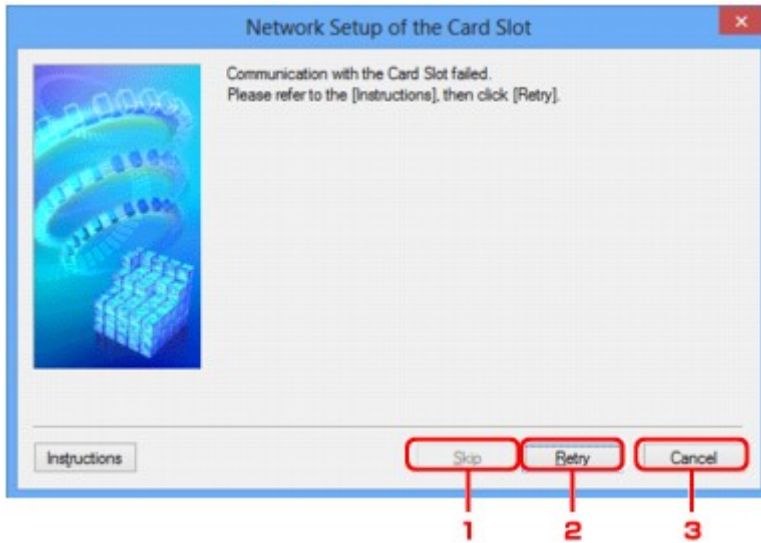 Network Setup of the Card Slot
Communication with the Card Slot failed.
Please refer to the [Instructions], then click [Retry].
Instructions Skip Retry Cancel
1 2 3